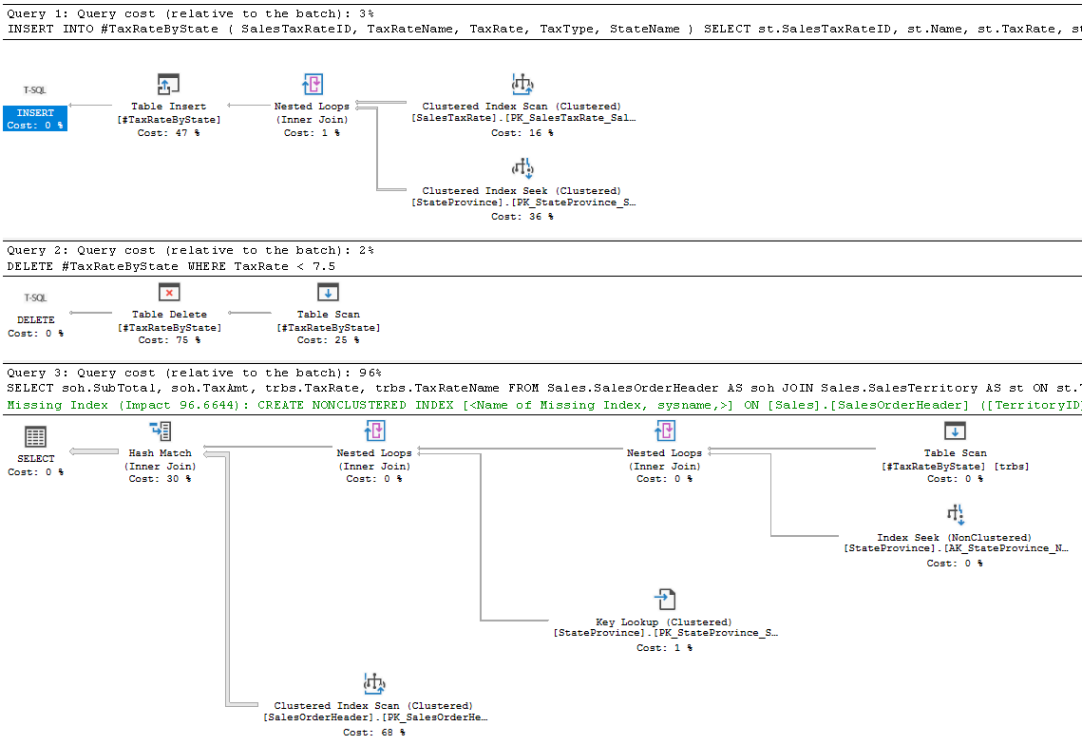 Query 1: Query cost (relative to the batch): 3%
INSERT INTO #TaxRateByState ( SalesTaxRateID, TaxRateName, TaxRate, TaxType, StateName ) SELECT st.SalesTaxRateID, st.Name, st.TaxRate, st
T-SQL
INSERT
Cost: 0 %
Table Insert
[#TaxRateByState]
Cost: 47 %
Nested Loops
(Inner Join)
Cost: 1 %
Clustered Index Scan (Clustered)
[SalesTaxRate].[PK_SalesTaxRate_Sal…
Cost: 16 %
Clustered Index Seek (Clustered)
[StateProvince].[PK_StateProvince_S…
Cost: 36 %
Query 2: Query cost (relative to the batch): 2%
DELETE #TaxRateByState WHERE TaxRate < 7.5
T-SQL
DELETE
Cost: 0 %
Table Delete
[#TaxRateByState]
Cost: 75 %
Table Scan
[#TaxRateByState]
Cost: 25 %
Query 3: Query cost (relative to the batch): 96%
SELECT soh.SubTotal, soh.TaxAmt, trbs.TaxRate, trbs.TaxRateName FROM Sales.SalesOrderHeader AS soh JOIN Sales.SalesTerritory AS st ON st.T
Missing Index (Impact 96.6644): CREATE NONCLUSTERED INDEX [<Name of Missing Index, sysname,>] ON [Sales].[SalesOrderHeader] ([TerritoryID]
SELECT
Cost: 0 %
Hash Match
(Inner Join)
Cost: 30 %
Nested Loops
(Inner Join)
Cost: 0 %
Nested Loops
(Inner Join)
Cost: 0 %
Table Scan
[#TaxRateByState] [trbs]
Cost: 0 %
Index Seek (NonClustered)
[StateProvince].[AK_StateProvince_N…
Cost: 0 %
Key Lookup (Clustered)
[StateProvince].[PK_StateProvince_S…
Cost: 1 %
Clustered Index Scan (Clustered)
[SalesOrderHeader].[PK_SalesOrderHe…
Cost: 68 %